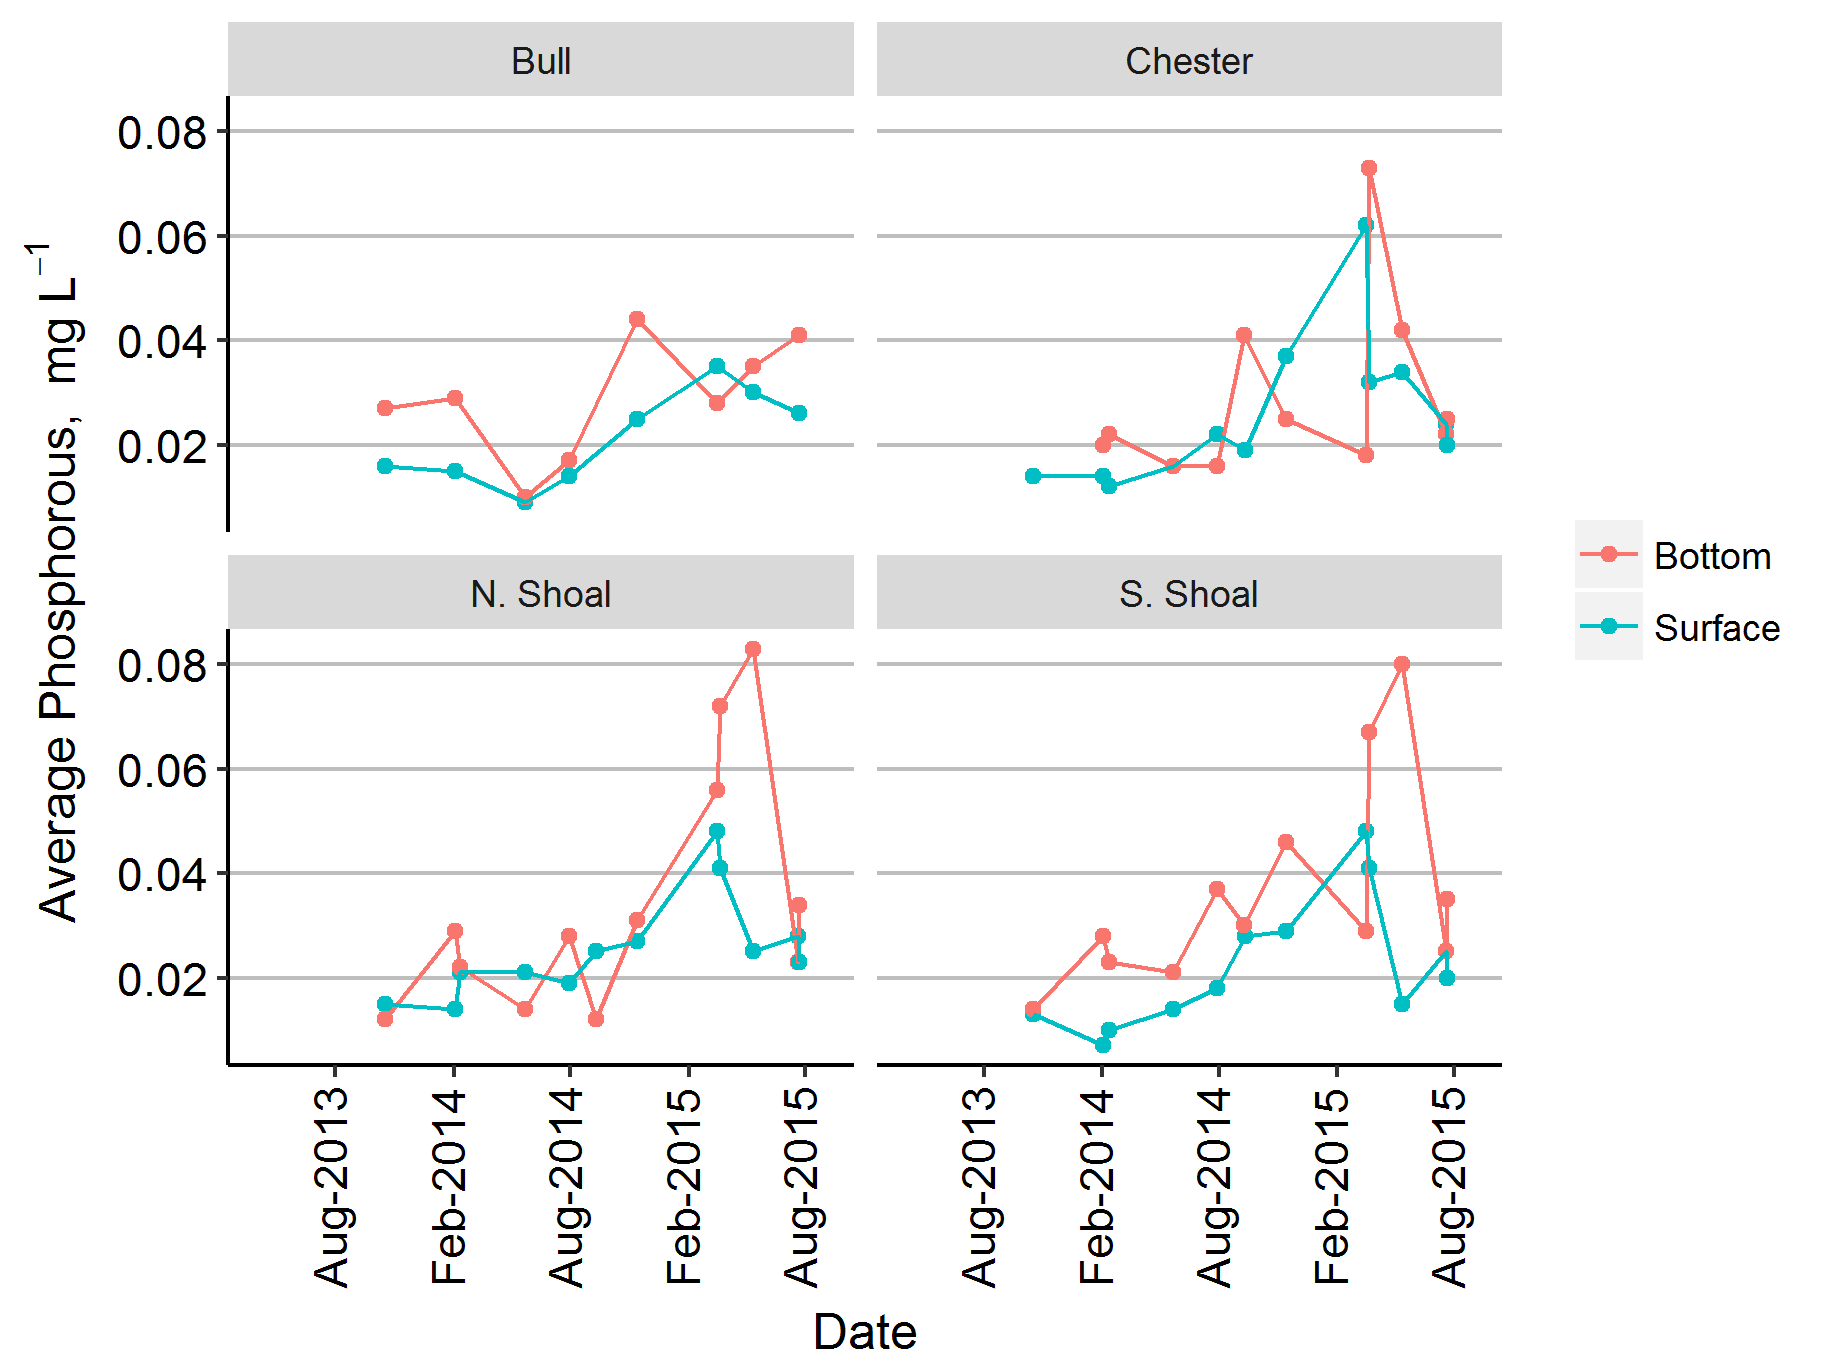 Bull
Chester
0.08
0.06
0.04
0.02
N. Shoal
S. Shoal
0.08
0.06
0.04
0.02
Average Phosphorous, mg L⁻¹
Bottom
Surface
Aug-2013
Feb-2014
Aug-2014
Feb-2015
Aug-2015
Aug-2013
Feb-2014
Aug-2014
Feb-2015
Aug-2015
Date